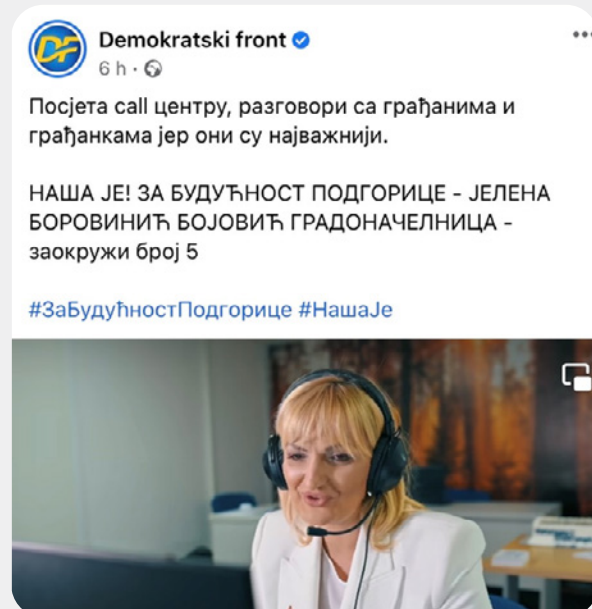 DF
Demokratski front
6 h ·
Посјета call центру, разговори са грађанима и
грађанкама јер они су најважнији.
НАША ЈЕ! ЗА БУДУЋНОСТ ПОДГОРИЦЕ - ЈЕЛЕНА
БОРОВИНИЋ БОЈОВИЋ ГРАДОНАЧЕЛНИЦА -
заокружи број 5
#ЗаБудућностПодгорице #НашаЈе